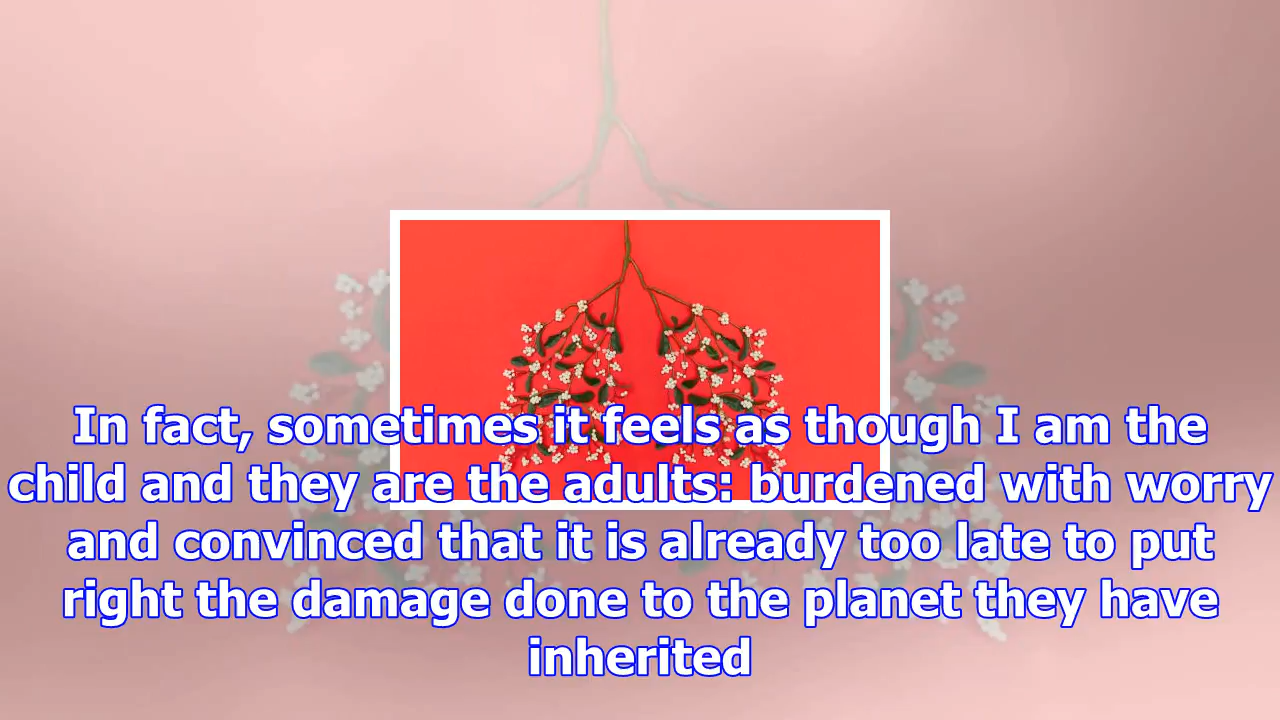 In fact, sometimes it feels as though I am the
child and they are the adults: burdened with worry
and convinced that it is already too late to put
right the damage done to the planet they have
inherited